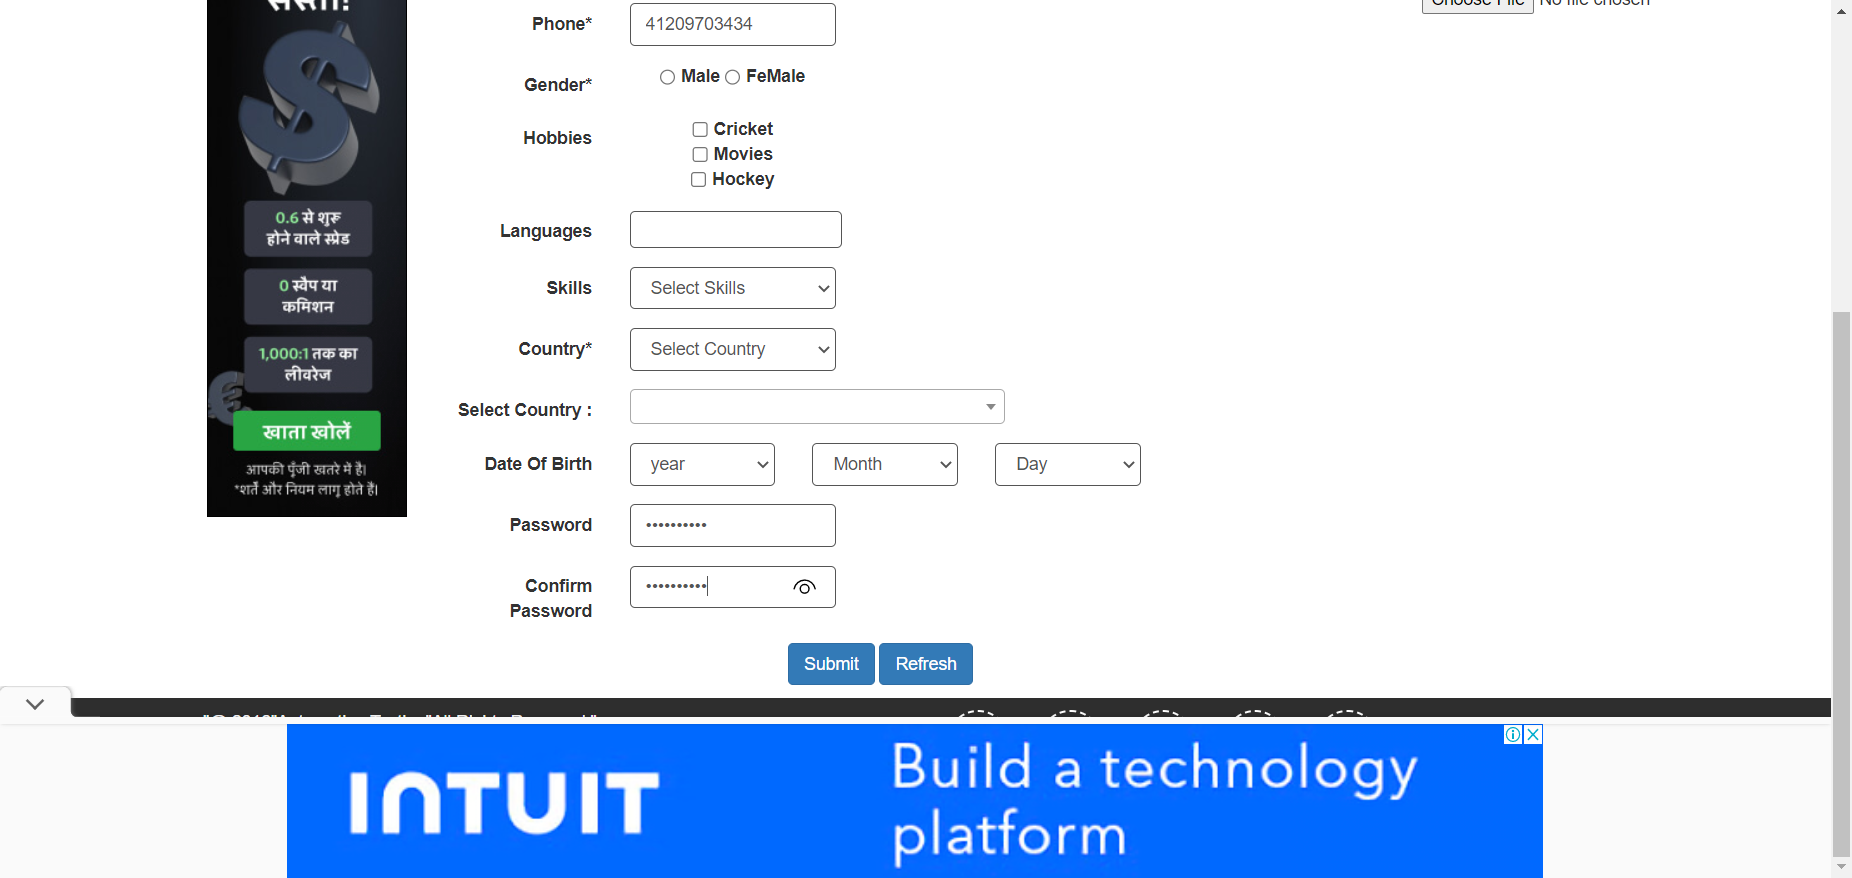 सस्ता!
0.6 से शुरू
होने वाले स्प्रेड
0 स्वैप या
कमिशन
1,000:1 तक का
लीवरेज
खाता खोलें
आपकी पूँजी खतरे में है।
*शर्तें और नियम लागू होते हैं।
Choose File No file chosen
Phone* 41209703434
Gender* Male FeMale
Hobbies Cricket
Movies
Hockey
Languages
Skills Select Skills
Country* Select Country
Select Country :
Date Of Birth year Month Day
Password ••••••••••
Confirm ••••••••••
Password
Submit Refresh
INTUIT
Build a technology
platform